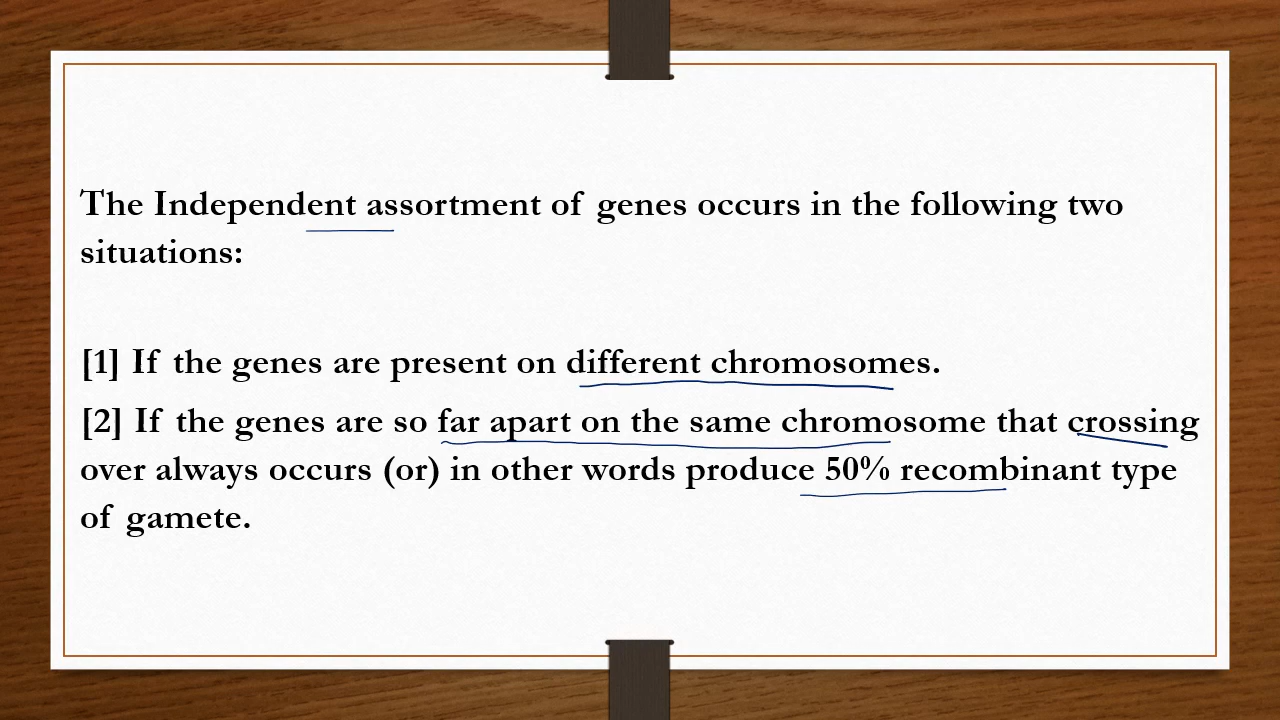 The Independent assortment of genes occurs in the following two
situations:
[1] If the genes are present on different chromosomes.
[2] If the genes are so far apart on the same chromosome that crossing
over always occurs (or) in other words produce 50% recombinant type
of gamete.